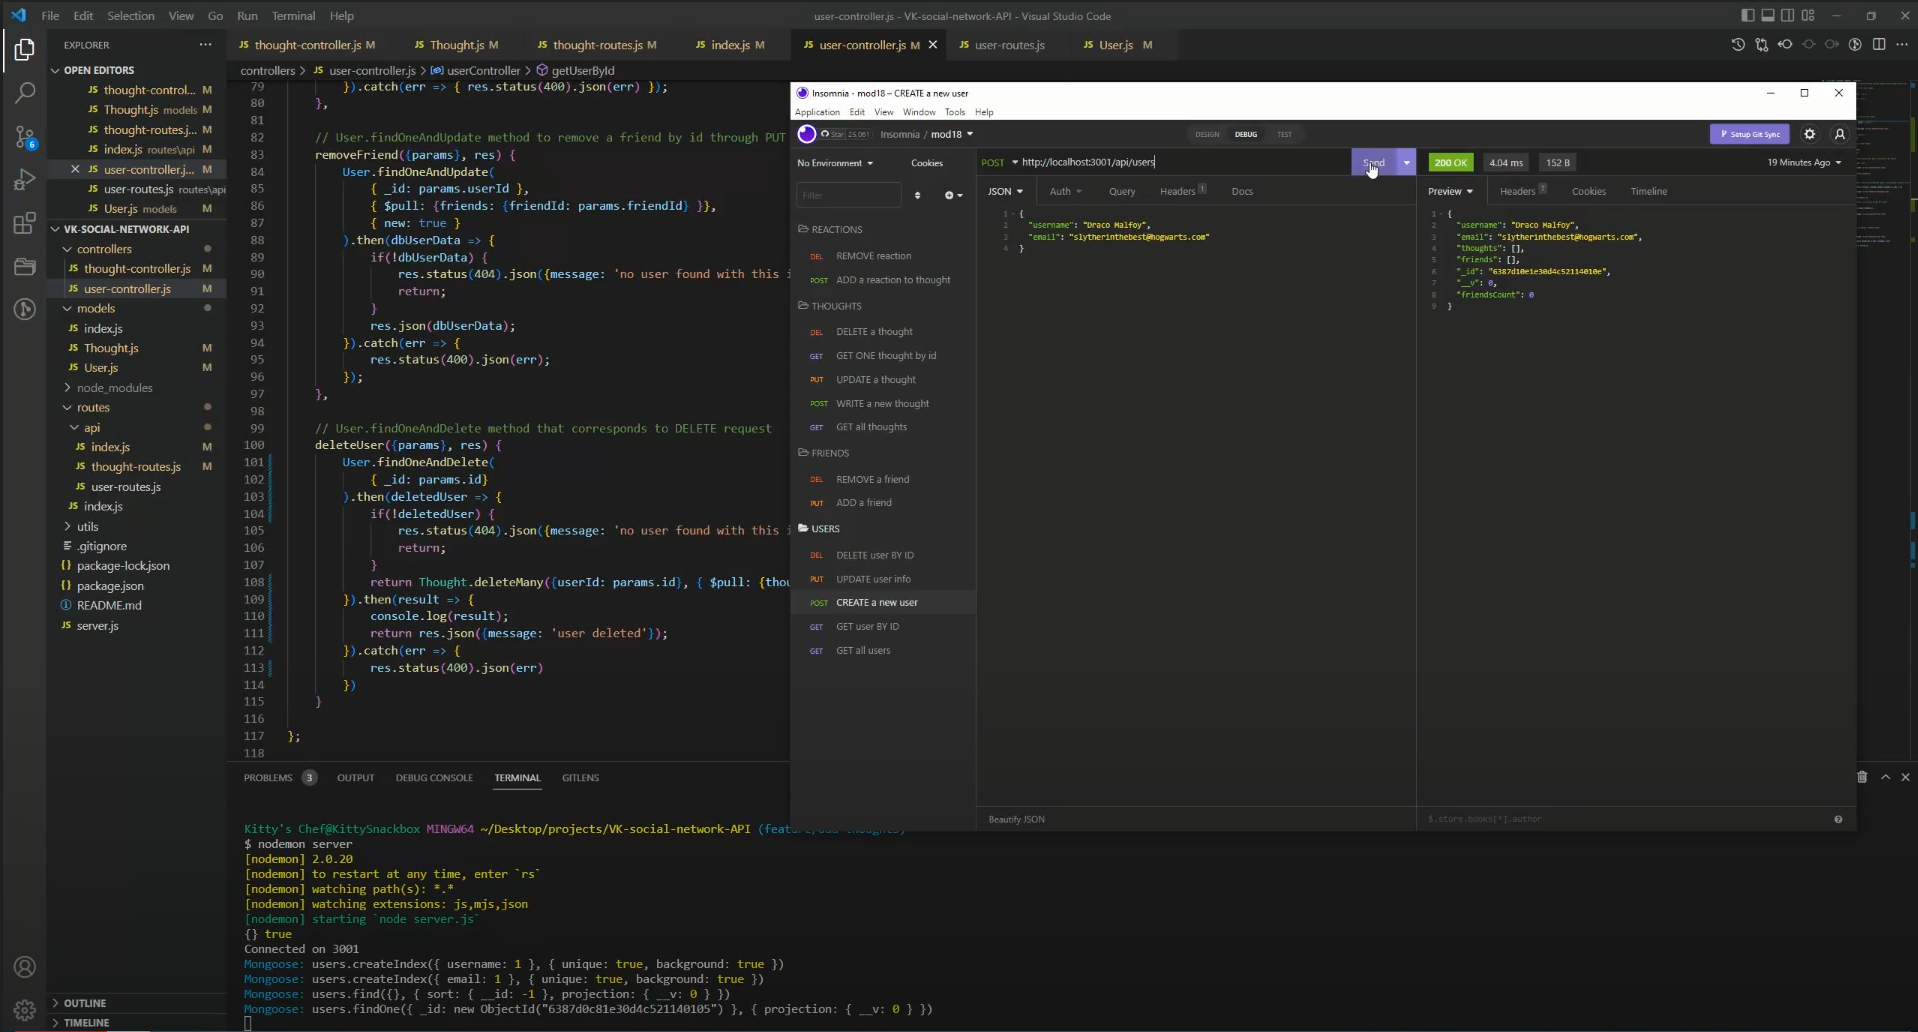 File Edit Selection View Go Run Terminal Help
user-controller.js - VK-social-network-API - Visual Studio Code
EXPLORER
OPEN EDITORS
thought-control... M
Thought.js models M
thought-routes.j... M
index.js routes\api M
user-controller.j... M
user-routes.js routes\api
User.js models M
VK-SOCIAL-NETWORK-API
controllers
thought-controller.js M
user-controller.js M
models
index.js
Thought.js M
User.js M
node_modules
routes
api
index.js M
thought-routes.js M
user-routes.js
index.js
utils
.gitignore
package-lock.json
package.json
README.md
server.js
OUTLINE
TIMELINE
thought-controller.js M Thought.js M thought-routes.js M index.js M user-controller.js M user-routes.js User.js M
controllers > user-controller.js > userController > getUserById
79 }).catch(err => { res.status(400).json(err) });
80 },
81
82 // User.findOneAndUpdate method to remove a friend by id through PUT
83 removeFriend({params}, res) {
84 User.findOneAndUpdate(
85 { _id: params.userId },
86 { $pull: {friends: {friendId: params.friendId} }},
87 { new: true }
88 ).then(dbUserData => {
89 if(!dbUserData) {
90 res.status(404).json({message: 'no user found with this i
91 return;
92 }
93 res.json(dbUserData);
94 }).catch(err => {
95 res.status(400).json(err);
96 });
97 },
98
99 // User.findOneAndDelete method that corresponds to DELETE request
100 deleteUser({params}, res) {
101 User.findOneAndDelete(
102 { _id: params.id}
103 ).then(deletedUser => {
104 if(!deletedUser) {
105 res.status(404).json({message: 'no user found with this i
106 return;
107 }
108 return Thought.deleteMany({userId: params.id}, { $pull: {thou
109 }).then(result => {
110 console.log(result);
111 return res.json({message: 'user deleted'});
112 }).catch(err => {
113 res.status(400).json(err)
114 })
115 }
116
117 };
118
PROBLEMS 3 OUTPUT DEBUG CONSOLE TERMINAL GITLENS
Kitty's Chef@KittySnackbox MINGW64 ~/Desktop/projects/VK-social-network-API
$ nodemon server
[nodemon] 2.0.20
[nodemon] to restart at any time, enter `rs`
[nodemon] watching path(s): *.*
[nodemon] watching extensions: js,mjs,json
[nodemon] starting `node server.js`
{} true
Connected on 3001
Mongoose: users.createIndex({ username: 1 }, { unique: true, background: true })
Mongoose: users.createIndex({ email: 1 }, { unique: true, background: true })
Mongoose: users.find({}, { sort: { __id: -1 }, projection: { __v: 0 } })
Mongoose: users.findOne({ _id: new ObjectId("6387d0c81e30d4c521140105") }, { projection: { __v: 0 } })
Insomnia - mod18 – CREATE a new user
Application Edit View Window Tools Help
Star 25,061 Insomnia / mod18 DESIGN DEBUG TEST Setup Git Sync
No Environment Cookies
Filter
REACTIONS
DEL REMOVE reaction
POST ADD a reaction to thought
THOUGHTS
DEL DELETE a thought
GET GET ONE thought by id
PUT UPDATE a thought
POST WRITE a new thought
GET GET all thoughts
FRIENDS
DEL REMOVE a friend
PUT ADD a friend
USERS
DEL DELETE user BY ID
PUT UPDATE user info
POST CREATE a new user
GET GET user BY ID
GET GET all users
POST http://localhost:3001/api/users Send
JSON Auth Query Headers 1 Docs
1 {
2 "username": "Draco Malfoy",
3 "email": "slytherinthebest@hogwarts.com"
4 }
Beautify JSON
200 OK 4.04 ms 152 B 19 Minutes Ago
Preview Headers 7 Cookies Timeline
1 {
2 "username": "Draco Malfoy",
3 "email": "slytherinthebest@hogwarts.com",
4 "thoughts": [],
5 "friends": [],
6 "_id": "6387d10e1e30d4c52114010e",
7 "__v": 0,
8 "friendsCount": 0
9 }
$.store.books[*].author